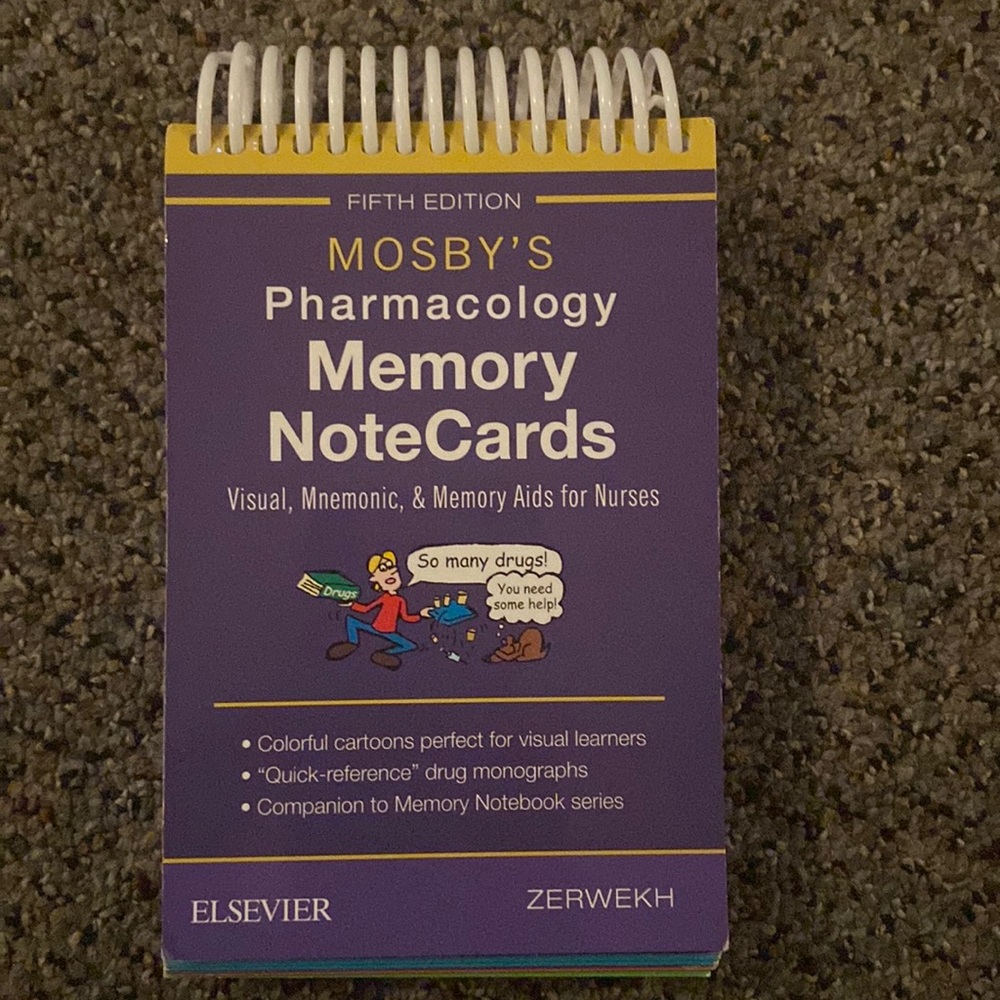 FIFTH EDITION
MOSBY'S
Pharmacology
Memory
NoteCards
Visual, Mnemonic, & Memory Aids for Nurses
So many drugs!
Drugs
You need
some help!
• Colorful cartoons perfect for visual learners
• “Quick-reference” drug monographs
• Companion to Memory Notebook series
ELSEVIER
ZERWEKH